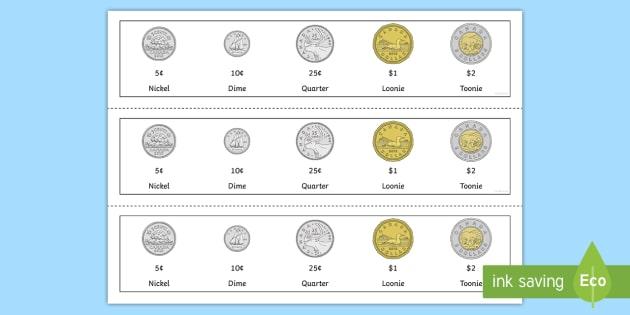 5¢ 10¢ 25¢ $1 $2
Nickel Dime Quarter Loonie Toonie
5¢ 10¢ 25¢ $1 $2
Nickel Dime Quarter Loonie Toonie
5¢ 10¢ 25¢ $1 $2
Nickel Dime Quarter Loonie Toonie
ink saving Eco